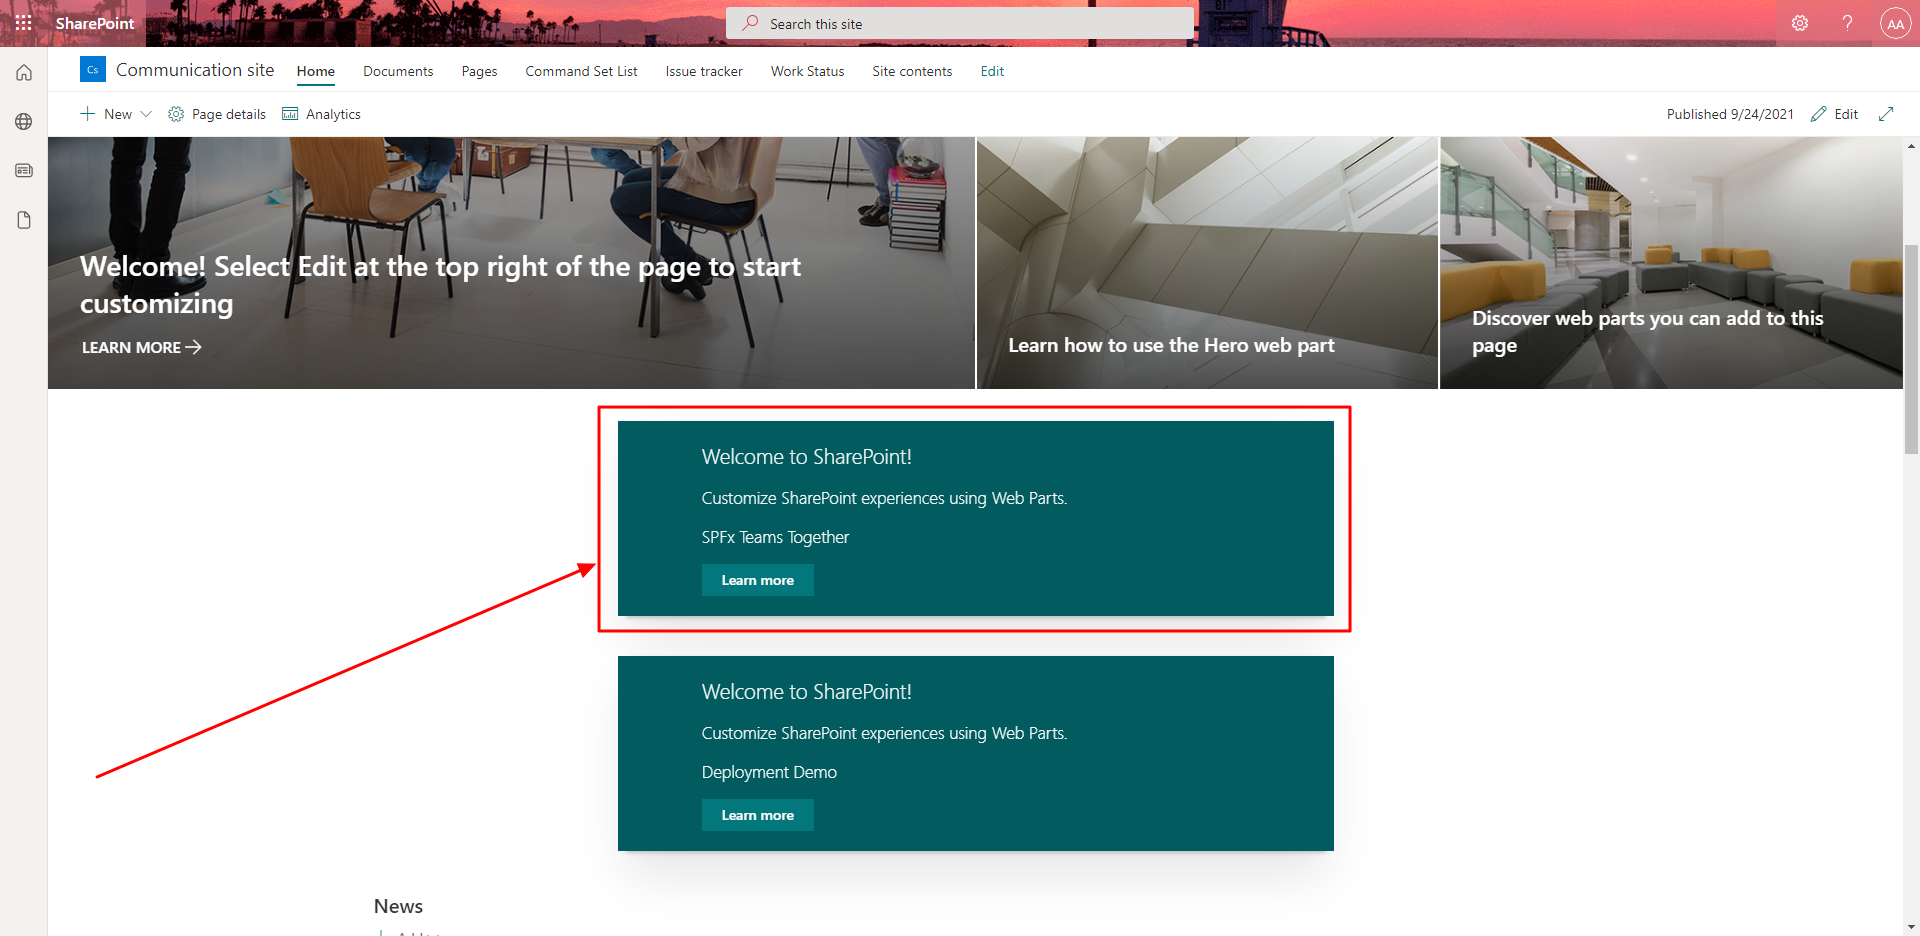 SharePoint
Search this site
?
AA
Cs
Communication site
Home
Documents
Pages
Command Set List
Issue tracker
Work Status
Site contents
Edit
New
Page details
Analytics
Published 9/24/2021
Edit
Welcome! Select Edit at the top right of the page to start
customizing
LEARN MORE
Learn how to use the Hero web part
Discover web parts you can add to this
page
Welcome to SharePoint!
Customize SharePoint experiences using Web Parts.
SPFx Teams Together
Learn more
Welcome to SharePoint!
Customize SharePoint experiences using Web Parts.
Deployment Demo
Learn more
News